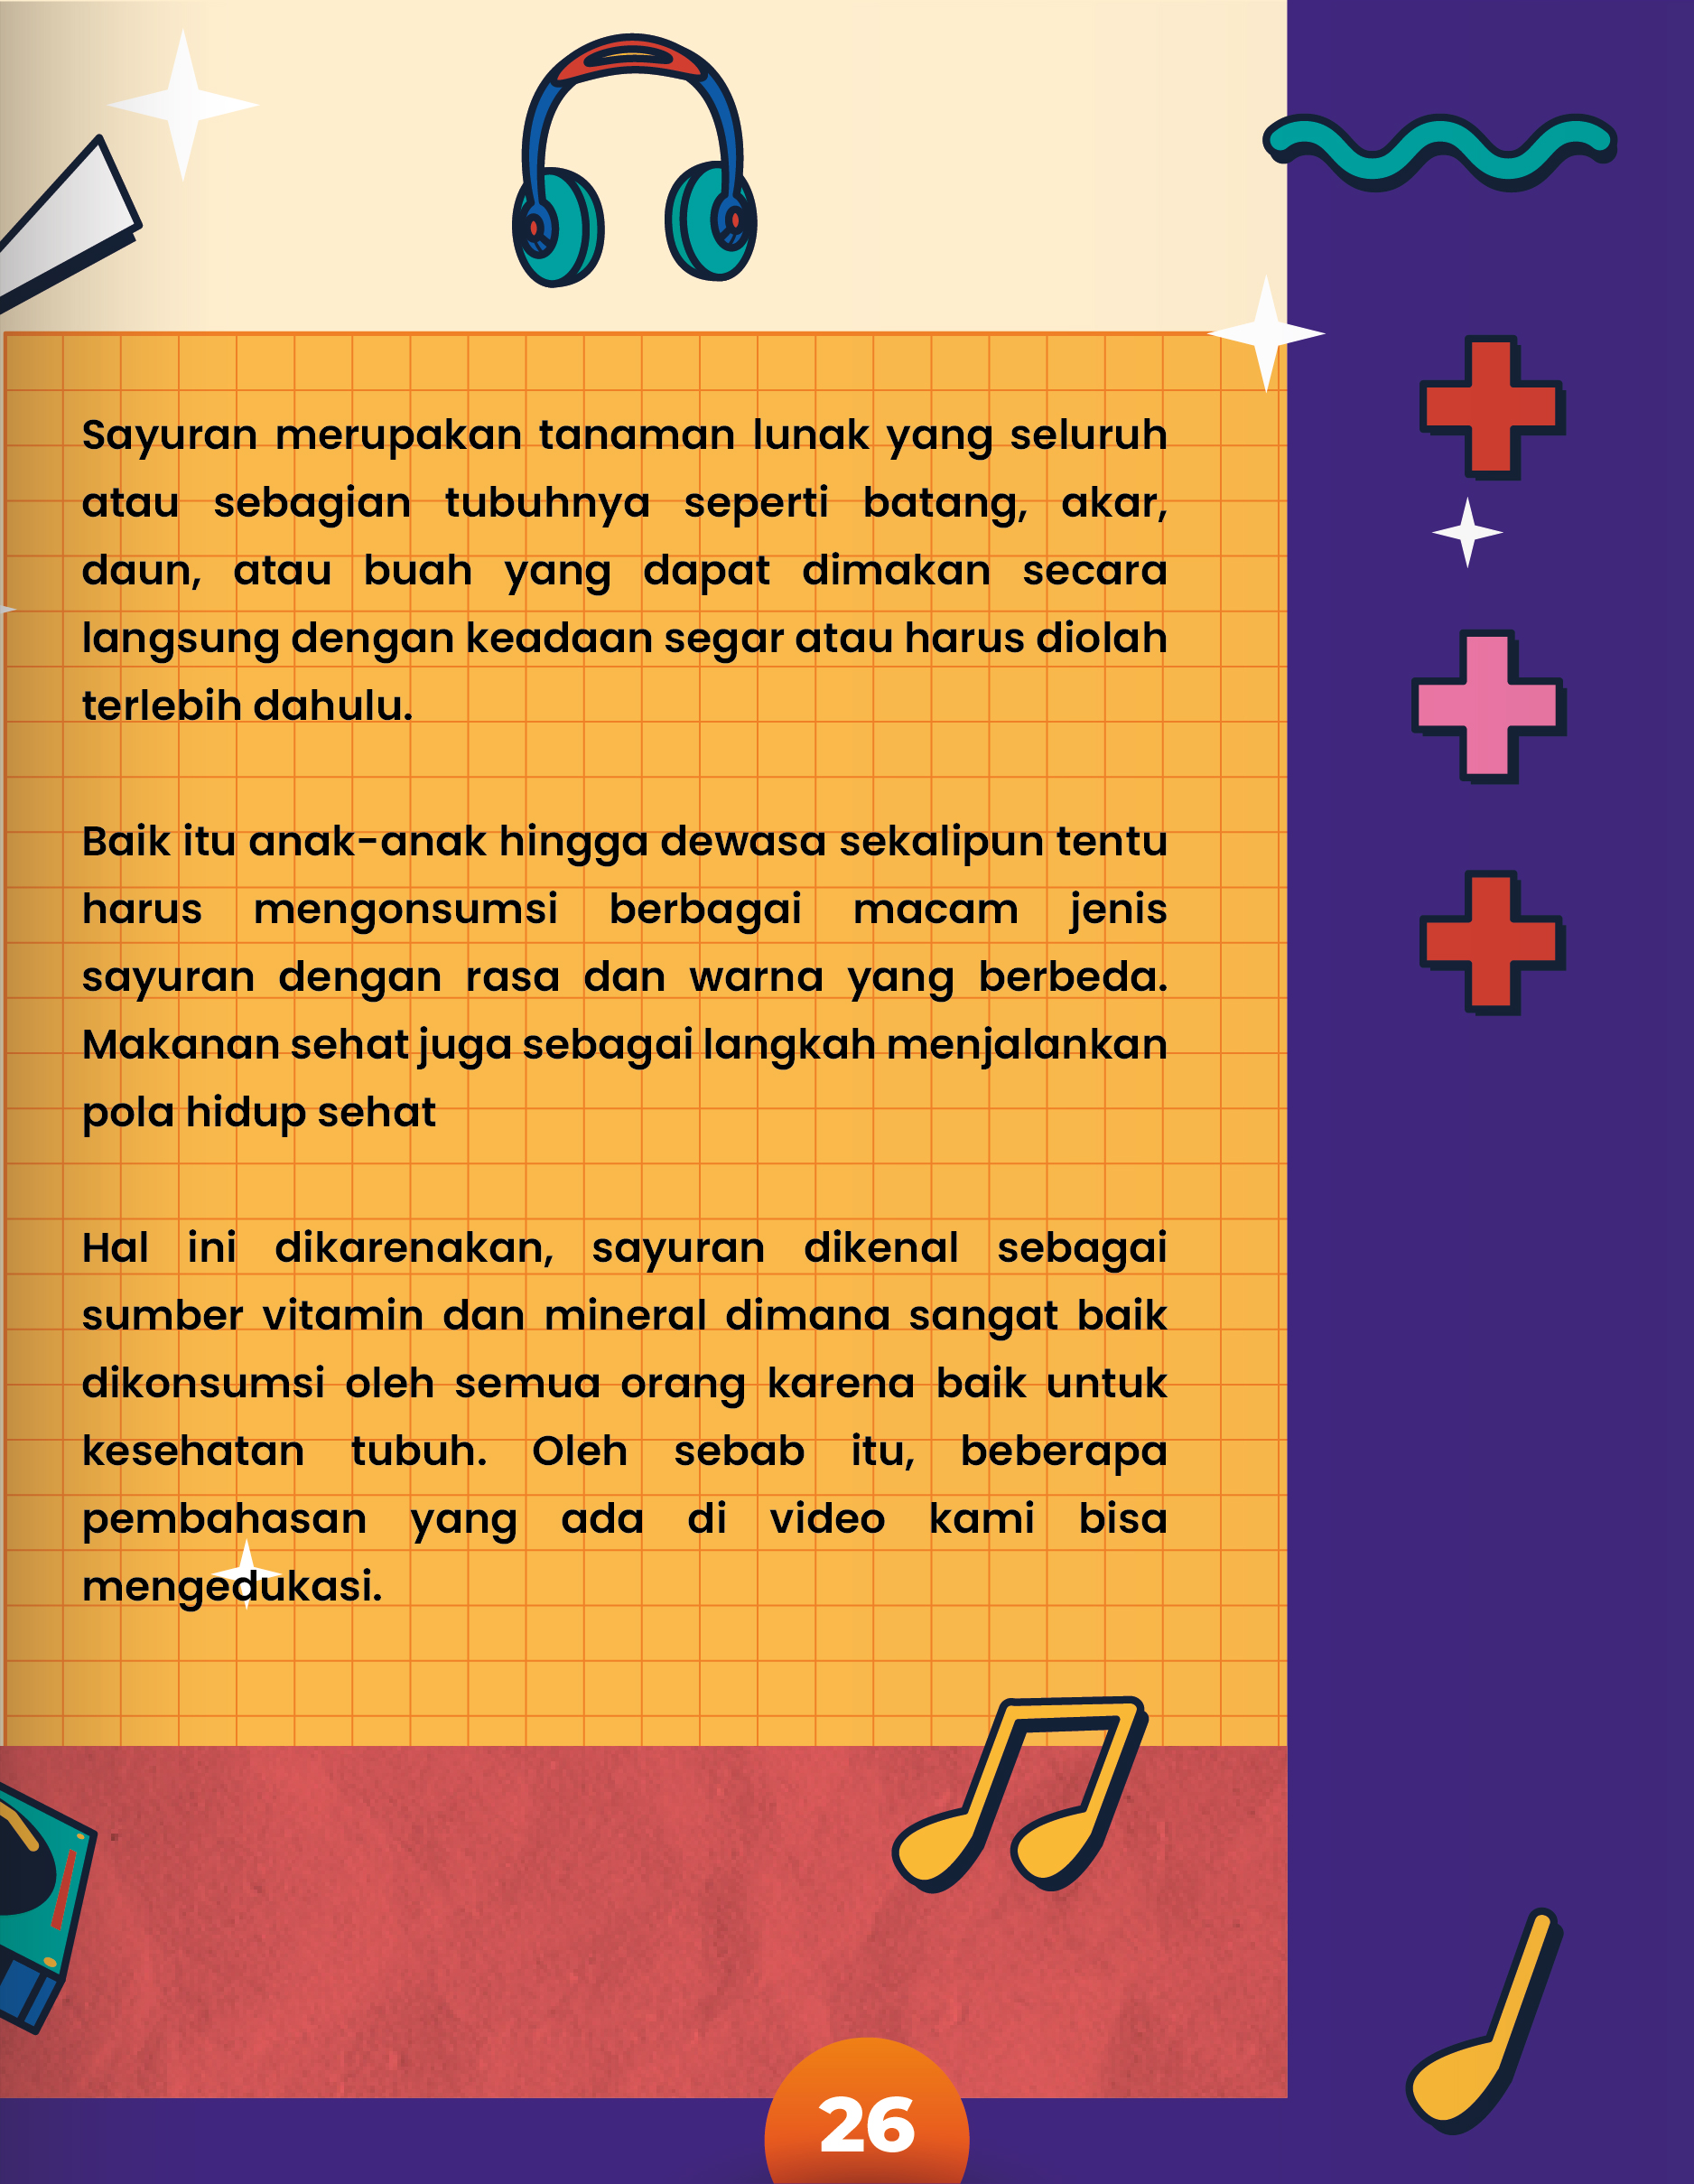 Sayuran merupakan tanaman lunak yang seluruh
atau sebagian tubuhnya seperti batang, akar,
daun, atau buah yang dapat dimakan secara
langsung dengan keadaan segar atau harus diolah
terlebih dahulu.
Baik itu anak-anak hingga dewasa sekalipun tentu
harus mengonsumsi berbagai macam jenis
sayuran dengan rasa dan warna yang berbeda.
Makanan sehat juga sebagai langkah menjalankan
pola hidup sehat
Hal ini dikarenakan, sayuran dikenal sebagai
sumber vitamin dan mineral dimana sangat baik
dikonsumsi oleh semua orang karena baik untuk
kesehatan tubuh. Oleh sebab itu, beberapa
pembahasan yang ada di video kami bisa
mengedukasi.
26